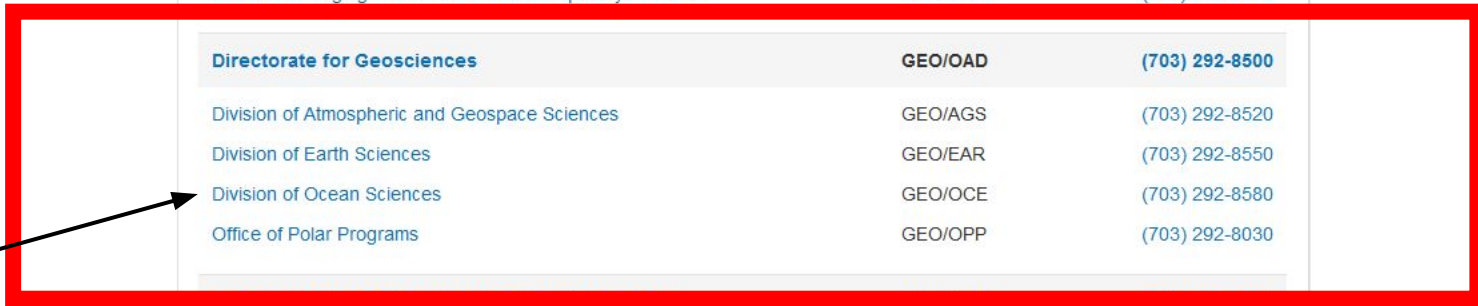 Directorate for Geosciences GEO/OAD (703) 292-8500
Division of Atmospheric and Geospace Sciences GEO/AGS (703) 292-8520
Division of Earth Sciences GEO/EAR (703) 292-8550
Division of Ocean Sciences GEO/OCE (703) 292-8580
Office of Polar Programs GEO/OPP (703) 292-8030